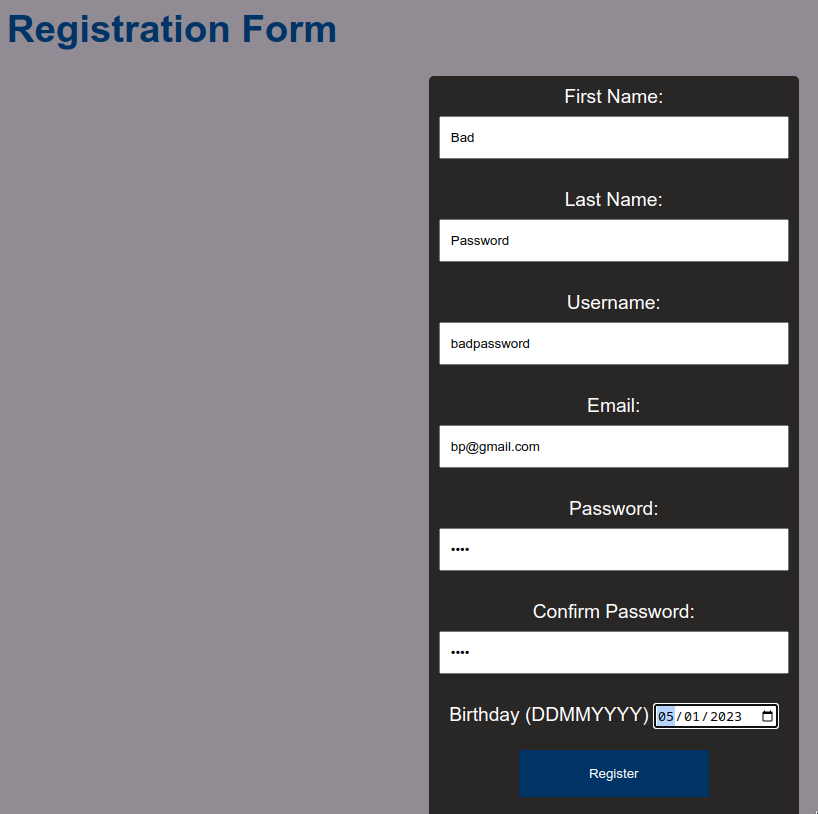 Registration Form
First Name:
Bad
Last Name:
Password
Username:
badpassword
Email:
bp@gmail.com
Password:
••••
Confirm Password:
••••
Birthday (DDMMYYYY) 05/01/2023
Register